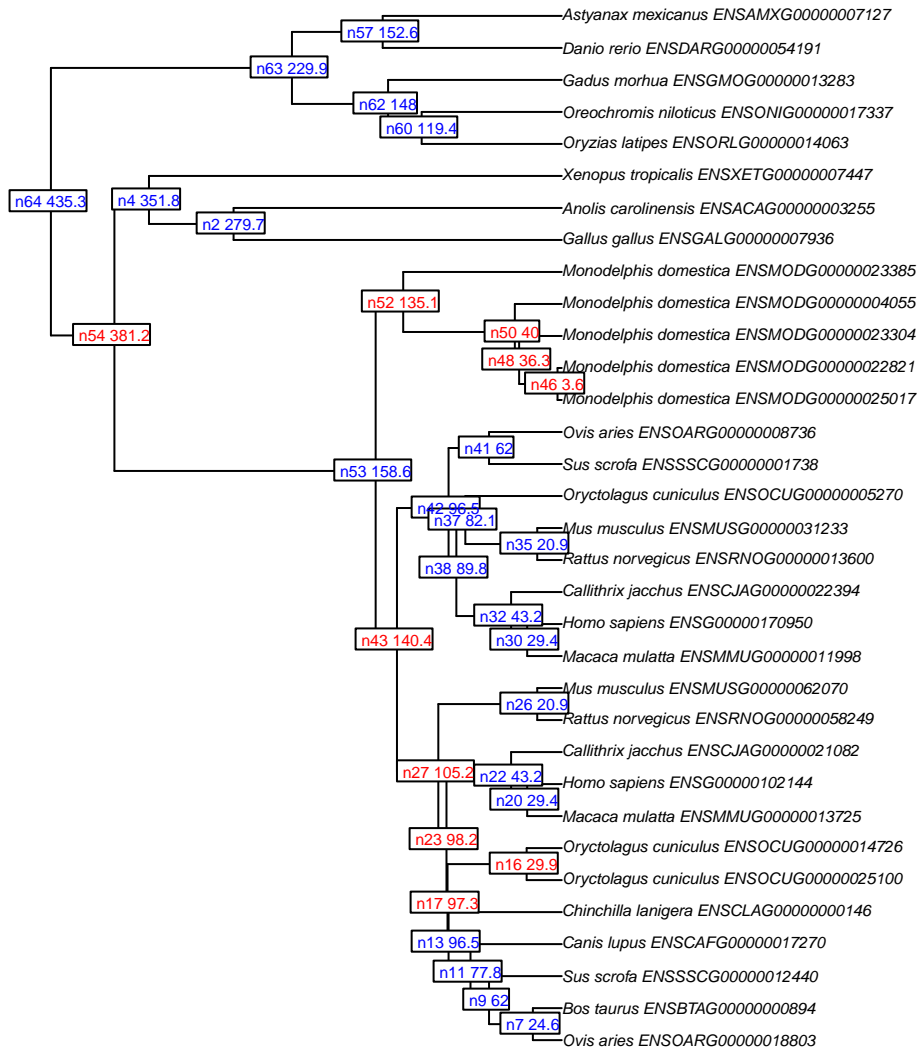 Astyanax mexicanus ENSAMXG00000007127
n57 152.6
Danio rerio ENSDARG00000054191
n63 229.9
Gadus morhua ENSGMOG00000013283
n62 148
Oreochromis niloticus ENSONIG00000017337
n60 119.4
Oryzias latipes ENSORLG00000014063
Xenopus tropicalis ENSXETG00000007447
n64 435.3
n4 351.8
Anolis carolinensis ENSACAG00000003255
n2 279.7
Gallus gallus ENSGALG00000007936
Monodelphis domestica ENSMODG00000023385
n52 135.1
Monodelphis domestica ENSMODG00000004055
n50 40
n54 381.2
Monodelphis domestica ENSMODG00000023304
n48 36.3
Monodelphis domestica ENSMODG00000022821
n46 3.6
Monodelphis domestica ENSMODG00000025017
Ovis aries ENSOARG00000008736
n41 62
Sus scrofa ENSSSCG00000001738
n53 158.6
Oryctolagus cuniculus ENSOCUG00000005270
n42 96.5
n37 82.1
Mus musculus ENSMUSG00000031233
n35 20.9
Rattus norvegicus ENSRNOG00000013600
n38 89.8
Callithrix jacchus ENSCJAG00000022394
n32 43.2
Homo sapiens ENSG00000170950
n43 140.4
n30 29.4
Macaca mulatta ENSMMUG00000011998
Mus musculus ENSMUSG00000062070
n26 20.9
Rattus norvegicus ENSRNOG00000058249
Callithrix jacchus ENSCJAG00000021082
n27 105.2
n22 43.2
Homo sapiens ENSG00000102144
n20 29.4
Macaca mulatta ENSMMUG00000013725
n23 98.2
Oryctolagus cuniculus ENSOCUG00000014726
n16 29.9
Oryctolagus cuniculus ENSOCUG00000025100
n17 97.3
Chinchilla lanigera ENSCLAG00000000146
n13 96.5
Canis lupus ENSCAFG00000017270
n11 77.8
Sus scrofa ENSSSCG00000012440
n9 62
Bos taurus ENSBTAG00000000894
n7 24.6
Ovis aries ENSOARG00000018803